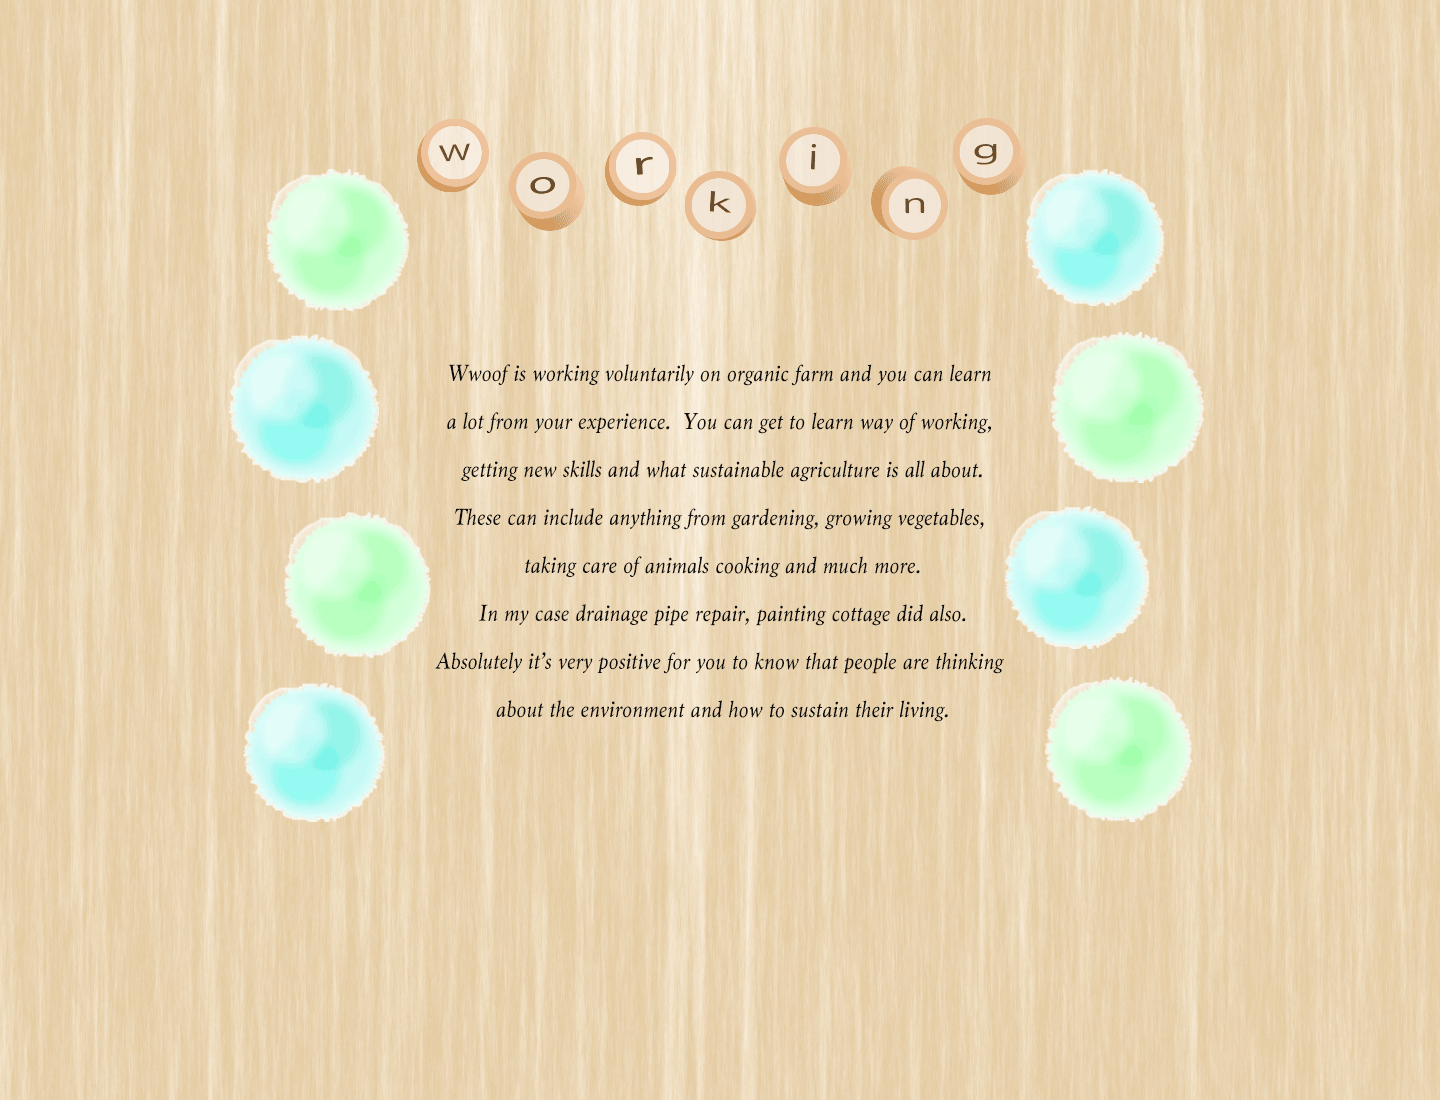 working
Wwoof is working voluntarily on organic farm and you can learn
a lot from your experience.  You can get to learn way of working,
getting new skills and what sustainable agriculture is all about.
These can include anything from gardening, growing vegetables,
taking care of animals cooking and much more.
In my case drainage pipe repair, painting cottage did also.
Absolutely it’s very positive for you to know that people are thinking
about the environment and how to sustain their living.